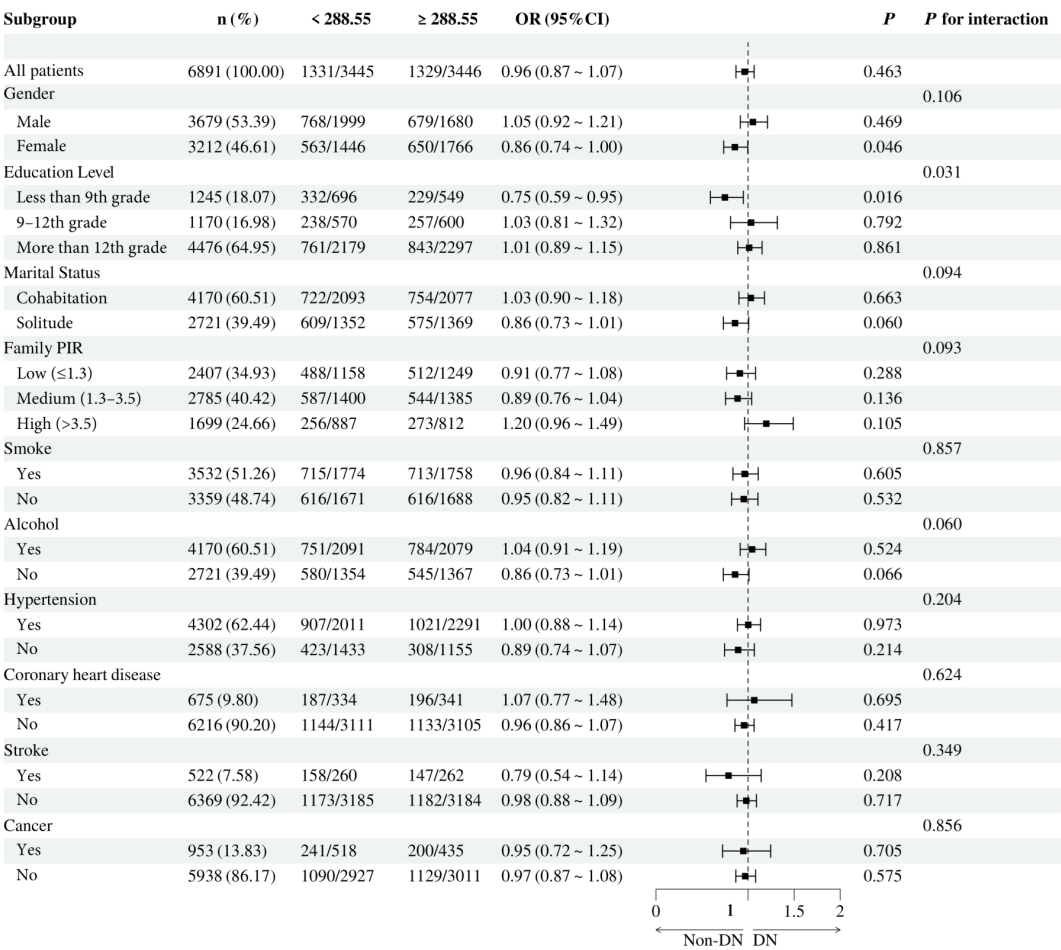 Subgroup n (%) < 288.55 ≥ 288.55 OR (95%CI) P P for interaction
All patients 6891 (100.00) 1331/3445 1329/3446 0.96 (0.87 ~ 1.07) 0.463
Gender 0.106
Male 3679 (53.39) 768/1999 679/1680 1.05 (0.92 ~ 1.21) 0.469
Female 3212 (46.61) 563/1446 650/1766 0.86 (0.74 ~ 1.00) 0.046
Education Level 0.031
Less than 9th grade 1245 (18.07) 332/696 229/549 0.75 (0.59 ~ 0.95) 0.016
9–12th grade 1170 (16.98) 238/570 257/600 1.03 (0.81 ~ 1.32) 0.792
More than 12th grade 4476 (64.95) 761/2179 843/2297 1.01 (0.89 ~ 1.15) 0.861
Marital Status 0.094
Cohabitation 4170 (60.51) 722/2093 754/2077 1.03 (0.90 ~ 1.18) 0.663
Solitude 2721 (39.49) 609/1352 575/1369 0.86 (0.73 ~ 1.01) 0.060
Family PIR 0.093
Low (≤1.3) 2407 (34.93) 488/1158 512/1249 0.91 (0.77 ~ 1.08) 0.288
Medium (1.3–3.5) 2785 (40.42) 587/1400 544/1385 0.89 (0.76 ~ 1.04) 0.136
High (>3.5) 1699 (24.66) 256/887 273/812 1.20 (0.96 ~ 1.49) 0.105
Smoke 0.857
Yes 3532 (51.26) 715/1774 713/1758 0.96 (0.84 ~ 1.11) 0.605
No 3359 (48.74) 616/1671 616/1688 0.95 (0.82 ~ 1.11) 0.532
Alcohol 0.060
Yes 4170 (60.51) 751/2091 784/2079 1.04 (0.91 ~ 1.19) 0.524
No 2721 (39.49) 580/1354 545/1367 0.86 (0.73 ~ 1.01) 0.066
Hypertension 0.204
Yes 4302 (62.44) 907/2011 1021/2291 1.00 (0.88 ~ 1.14) 0.973
No 2588 (37.56) 423/1433 308/1155 0.89 (0.74 ~ 1.07) 0.214
Coronary heart disease 0.624
Yes 675 (9.80) 187/334 196/341 1.07 (0.77 ~ 1.48) 0.695
No 6216 (90.20) 1144/3111 1133/3105 0.96 (0.86 ~ 1.07) 0.417
Stroke 0.349
Yes 522 (7.58) 158/260 147/262 0.79 (0.54 ~ 1.14) 0.208
No 6369 (92.42) 1173/3185 1182/3184 0.98 (0.88 ~ 1.09) 0.717
Cancer 0.856
Yes 953 (13.83) 241/518 200/435 0.95 (0.72 ~ 1.25) 0.705
No 5938 (86.17) 1090/2927 1129/3011 0.97 (0.87 ~ 1.08) 0.575
0 1 1.5 2
Non-DN DN